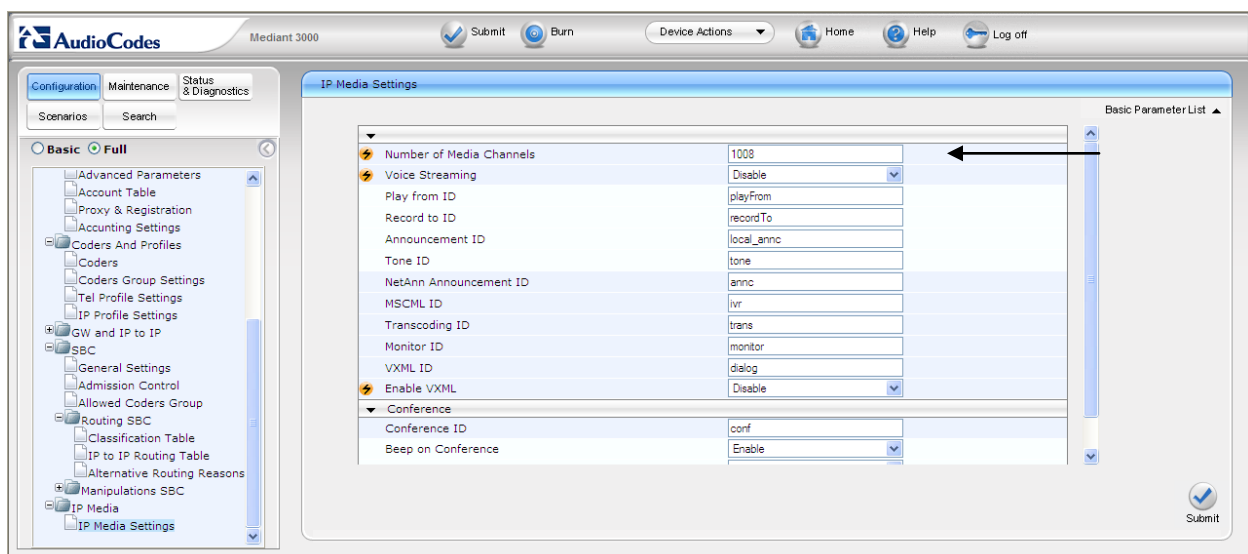 AudioCodes
Mediant 3000
Submit
Burn
Device Actions
Home
Help
Log off
Configuration
Maintenance
Status
& Diagnostics
Scenarios
Search
Basic
Full
Advanced Parameters
Account Table
Proxy & Registration
Accunting Settings
Coders And Profiles
Coders
Coders Group Settings
Tel Profile Settings
IP Profile Settings
GW and IP to IP
SBC
General Settings
Admission Control
Allowed Coders Group
Routing SBC
Classification Table
IP to IP Routing Table
Alternative Routing Reasons
Manipulations SBC
IP Media
IP Media Settings
IP Media Settings
Basic Parameter List
Number of Media Channels 1008
Voice Streaming Disable
Play from ID playFrom
Record to ID recordTo
Announcement ID local_annc
Tone ID tone
NetAnn Announcement ID annc
MSCML ID ivr
Transcoding ID trans
Monitor ID monitor
VXML ID dialog
Enable VXML Disable
Conference
Conference ID conf
Beep on Conference Enable
Submit